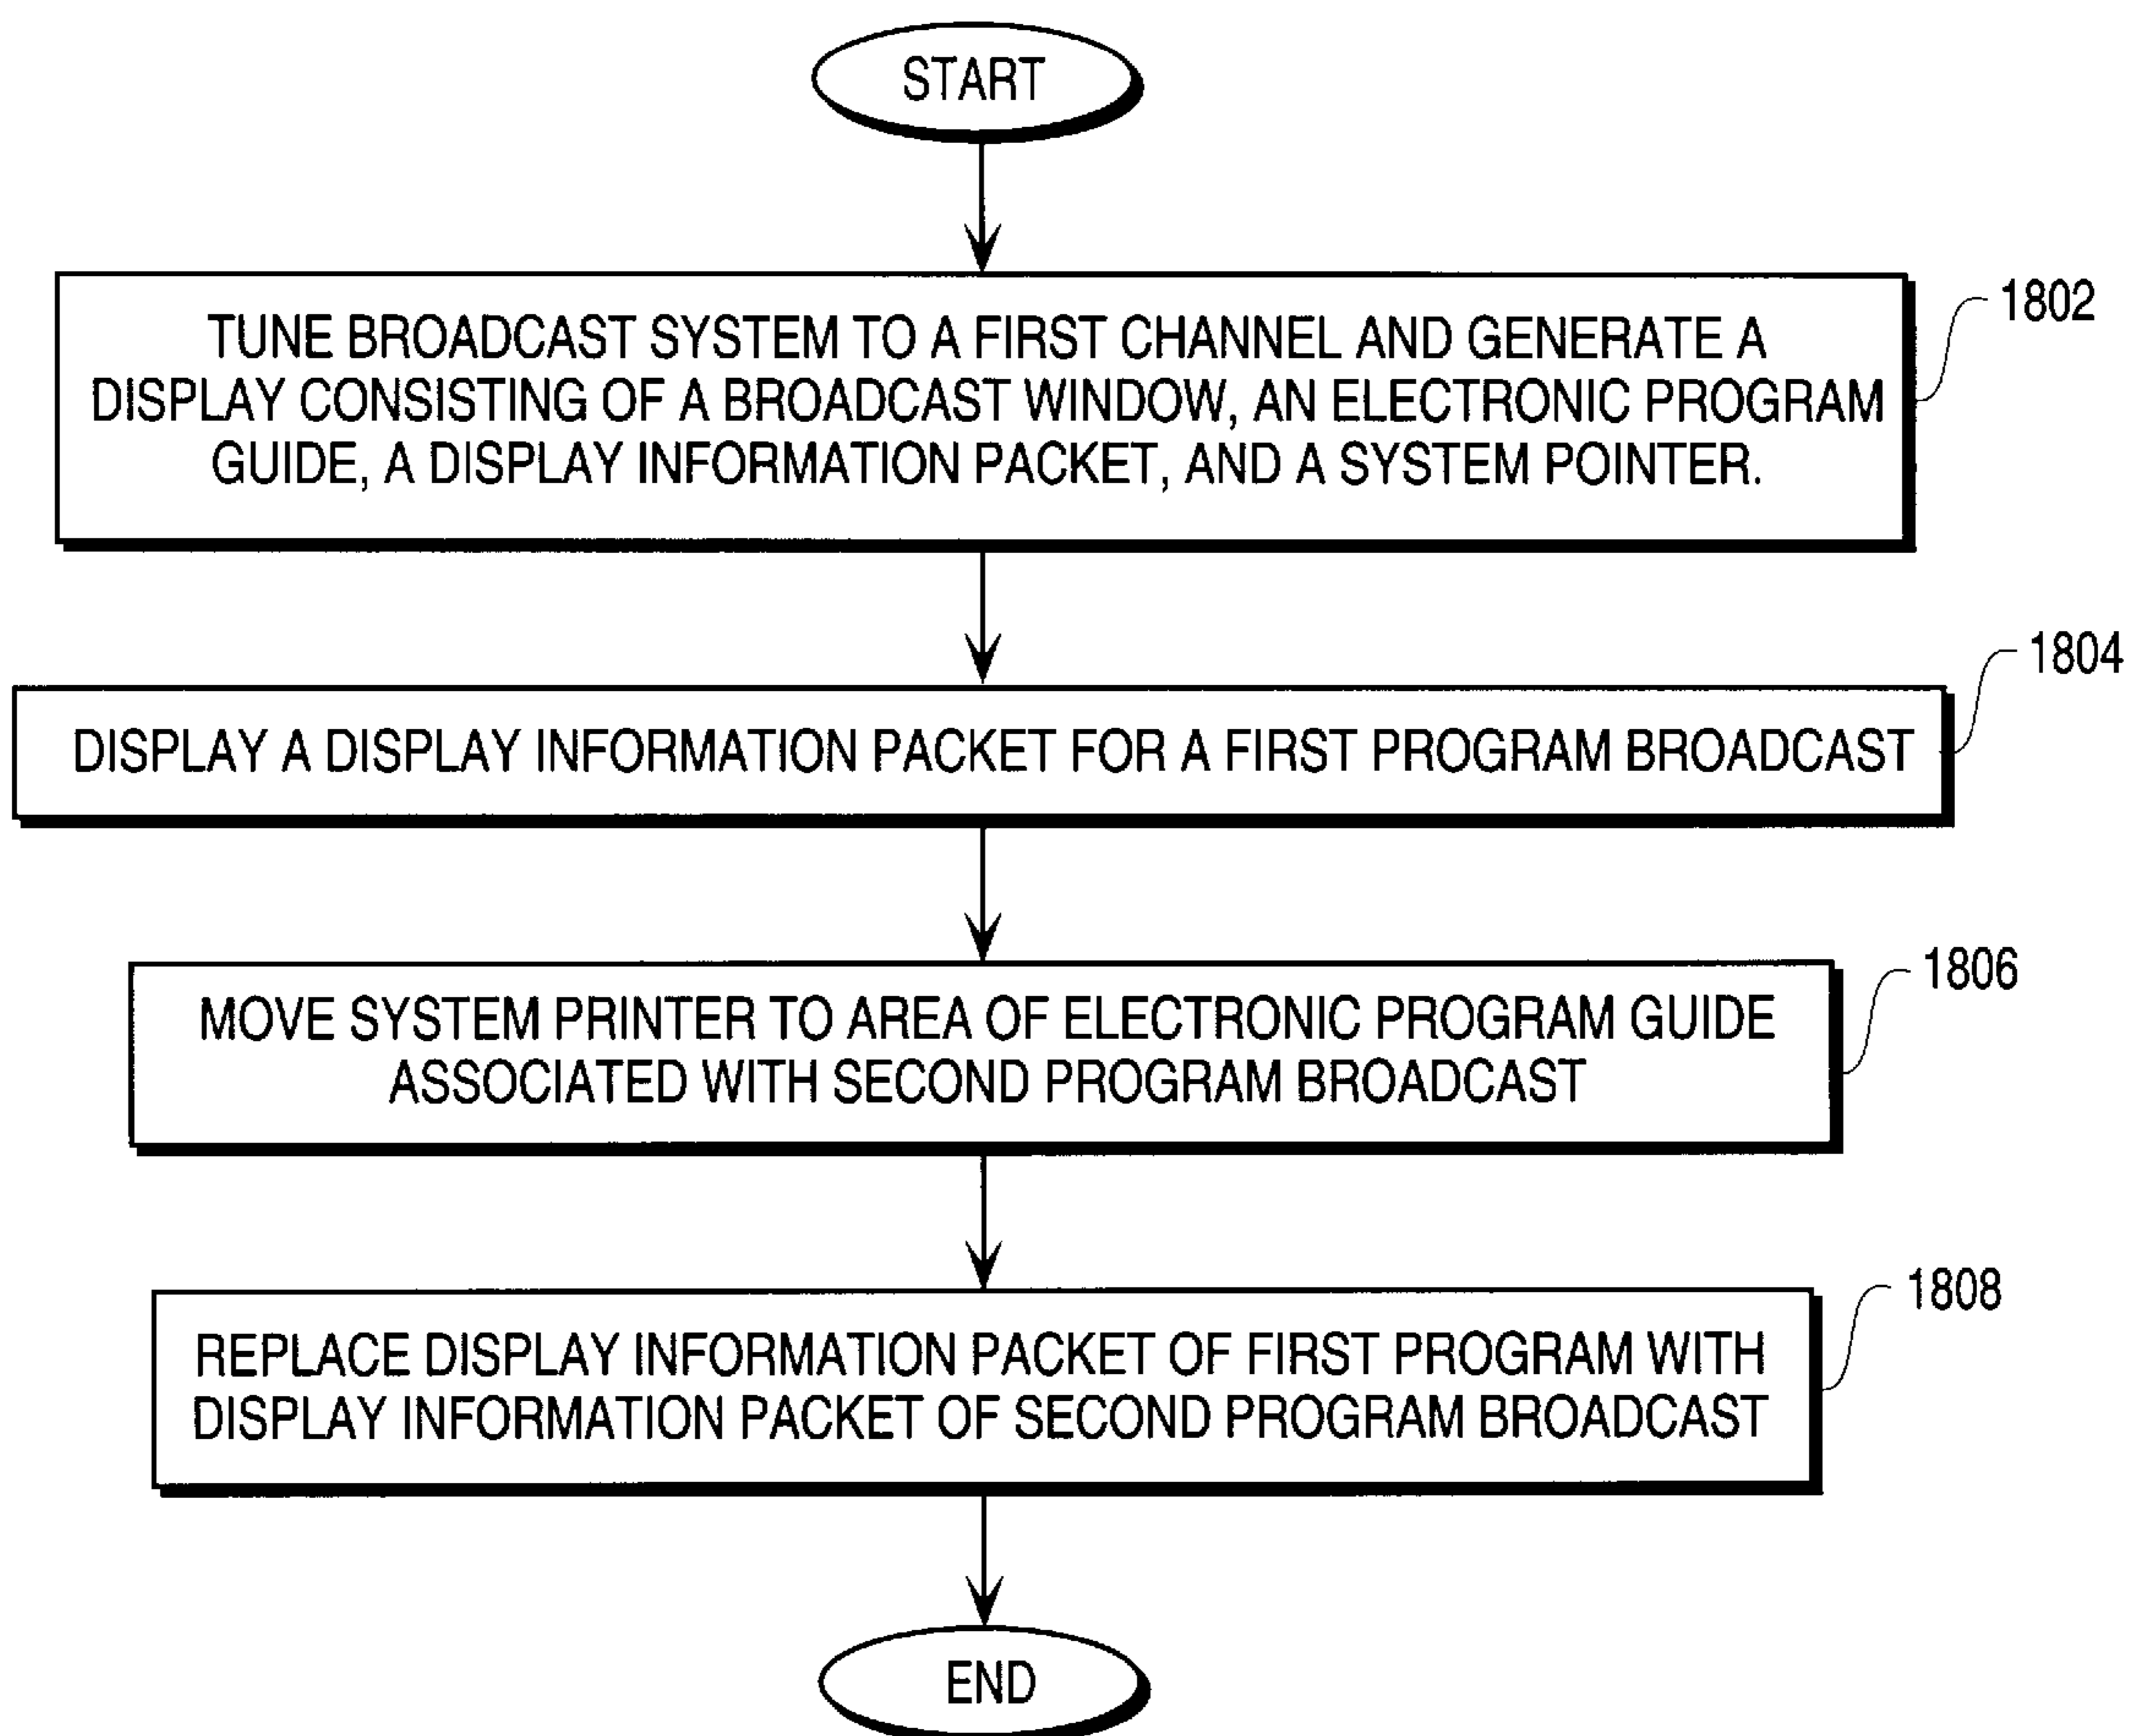 START
TUNE BROADCAST SYSTEM TO A FIRST CHANNEL AND GENERATE A
DISPLAY CONSISTING OF A BROADCAST WINDOW, AN ELECTRONIC PROGRAM
GUIDE, A DISPLAY INFORMATION PACKET, AND A SYSTEM POINTER.
1802
DISPLAY A DISPLAY INFORMATION PACKET FOR A FIRST PROGRAM BROADCAST
1804
MOVE SYSTEM PRINTER TO AREA OF ELECTRONIC PROGRAM GUIDE
ASSOCIATED WITH SECOND PROGRAM BROADCAST
1806
REPLACE DISPLAY INFORMATION PACKET OF FIRST PROGRAM WITH
DISPLAY INFORMATION PACKET OF SECOND PROGRAM BROADCAST
1808
END